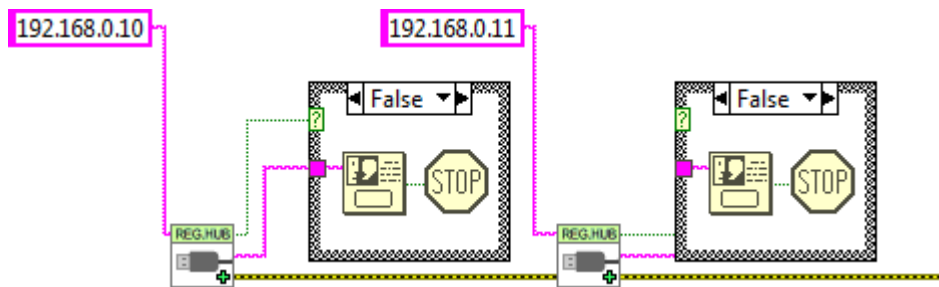 192.168.0.10
192.168.0.11
False
False
?
?
STOP
STOP
REG.HUB
REG.HUB